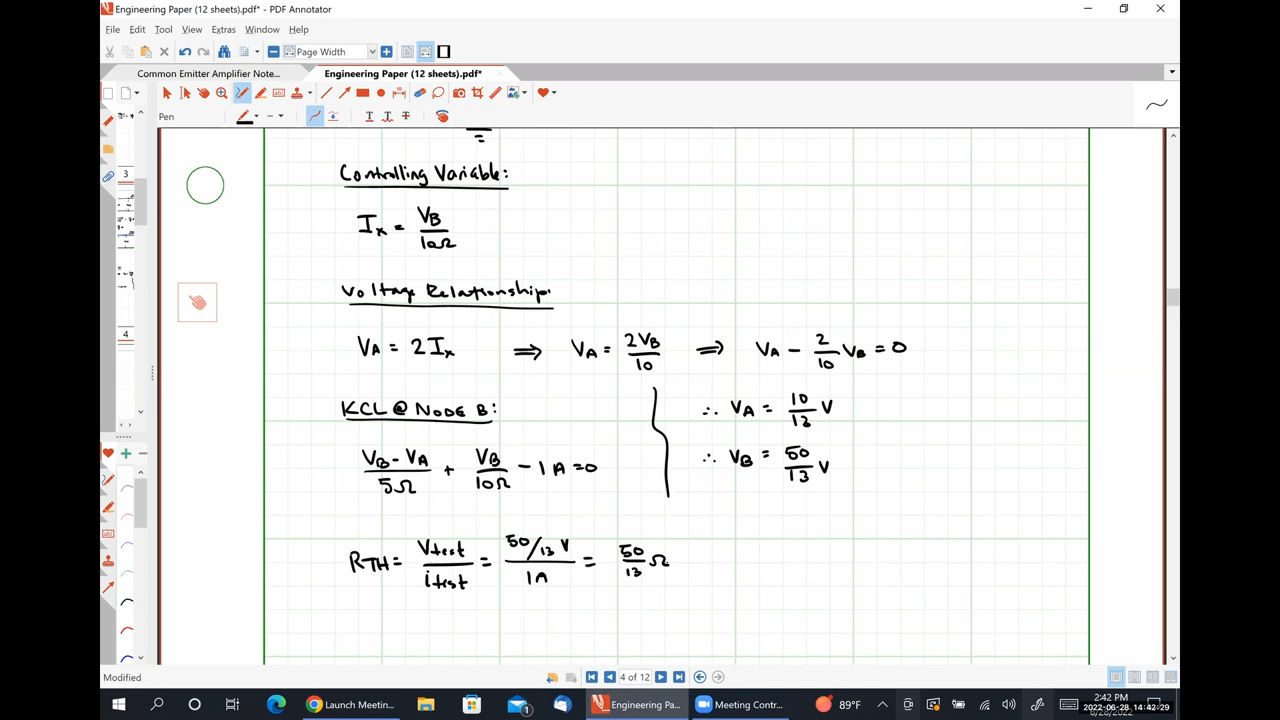 Engineering Paper (12 sheets).pdf* - PDF Annotator
File Edit Tool View Extras Window Help
Page Width
Common Emitter Amplifier Note...
Engineering Paper (12 sheets).pdf*
Pen
3
4
Controlling Variable:
Ix = VB/10Ω
Voltage Relationship:
VA = 2Ix ⇒ VA = 2VB/10 ⇒ VA - 2/10 VB = 0
KCL @ NODE B:
∴ VA = 10/13 V
(VB - VA)/5Ω + VB/10Ω - 1A = 0
∴ VB = 50/13 V
RTH = Vtest/itest = 50/13 V/1A = 50/13 Ω
Modified
4 of 12
Launch Meetin...
Engineering Pa...
Meeting Contr...
89°F
2:42 PM
2022-06-28 14:42:29